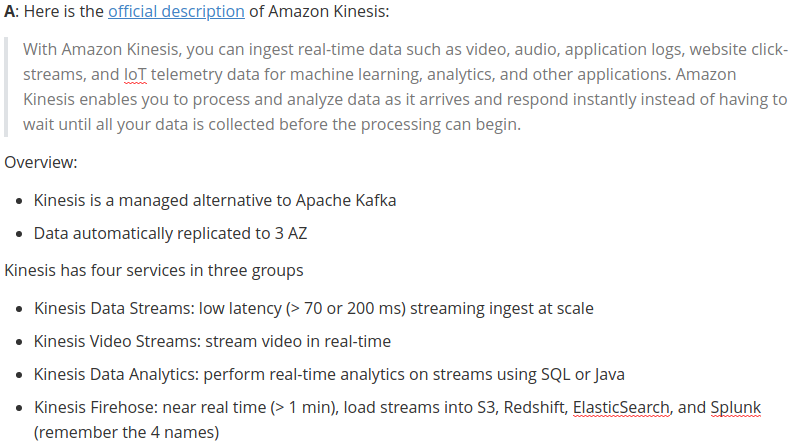 A: Here is the official description of Amazon Kinesis:
With Amazon Kinesis, you can ingest real-time data such as video, audio, application logs, website click-
streams, and IoT telemetry data for machine learning, analytics, and other applications. Amazon
Kinesis enables you to process and analyze data as it arrives and respond instantly instead of having to
wait until all your data is collected before the processing can begin.
Overview:
• Kinesis is a managed alternative to Apache Kafka
• Data automatically replicated to 3 AZ
Kinesis has four services in three groups
• Kinesis Data Streams: low latency (> 70 or 200 ms) streaming ingest at scale
• Kinesis Video Streams: stream video in real-time
• Kinesis Data Analytics: perform real-time analytics on streams using SQL or Java
• Kinesis Firehose: near real time (> 1 min), load streams into S3, Redshift, ElasticSearch, and Splunk
(remember the 4 names)